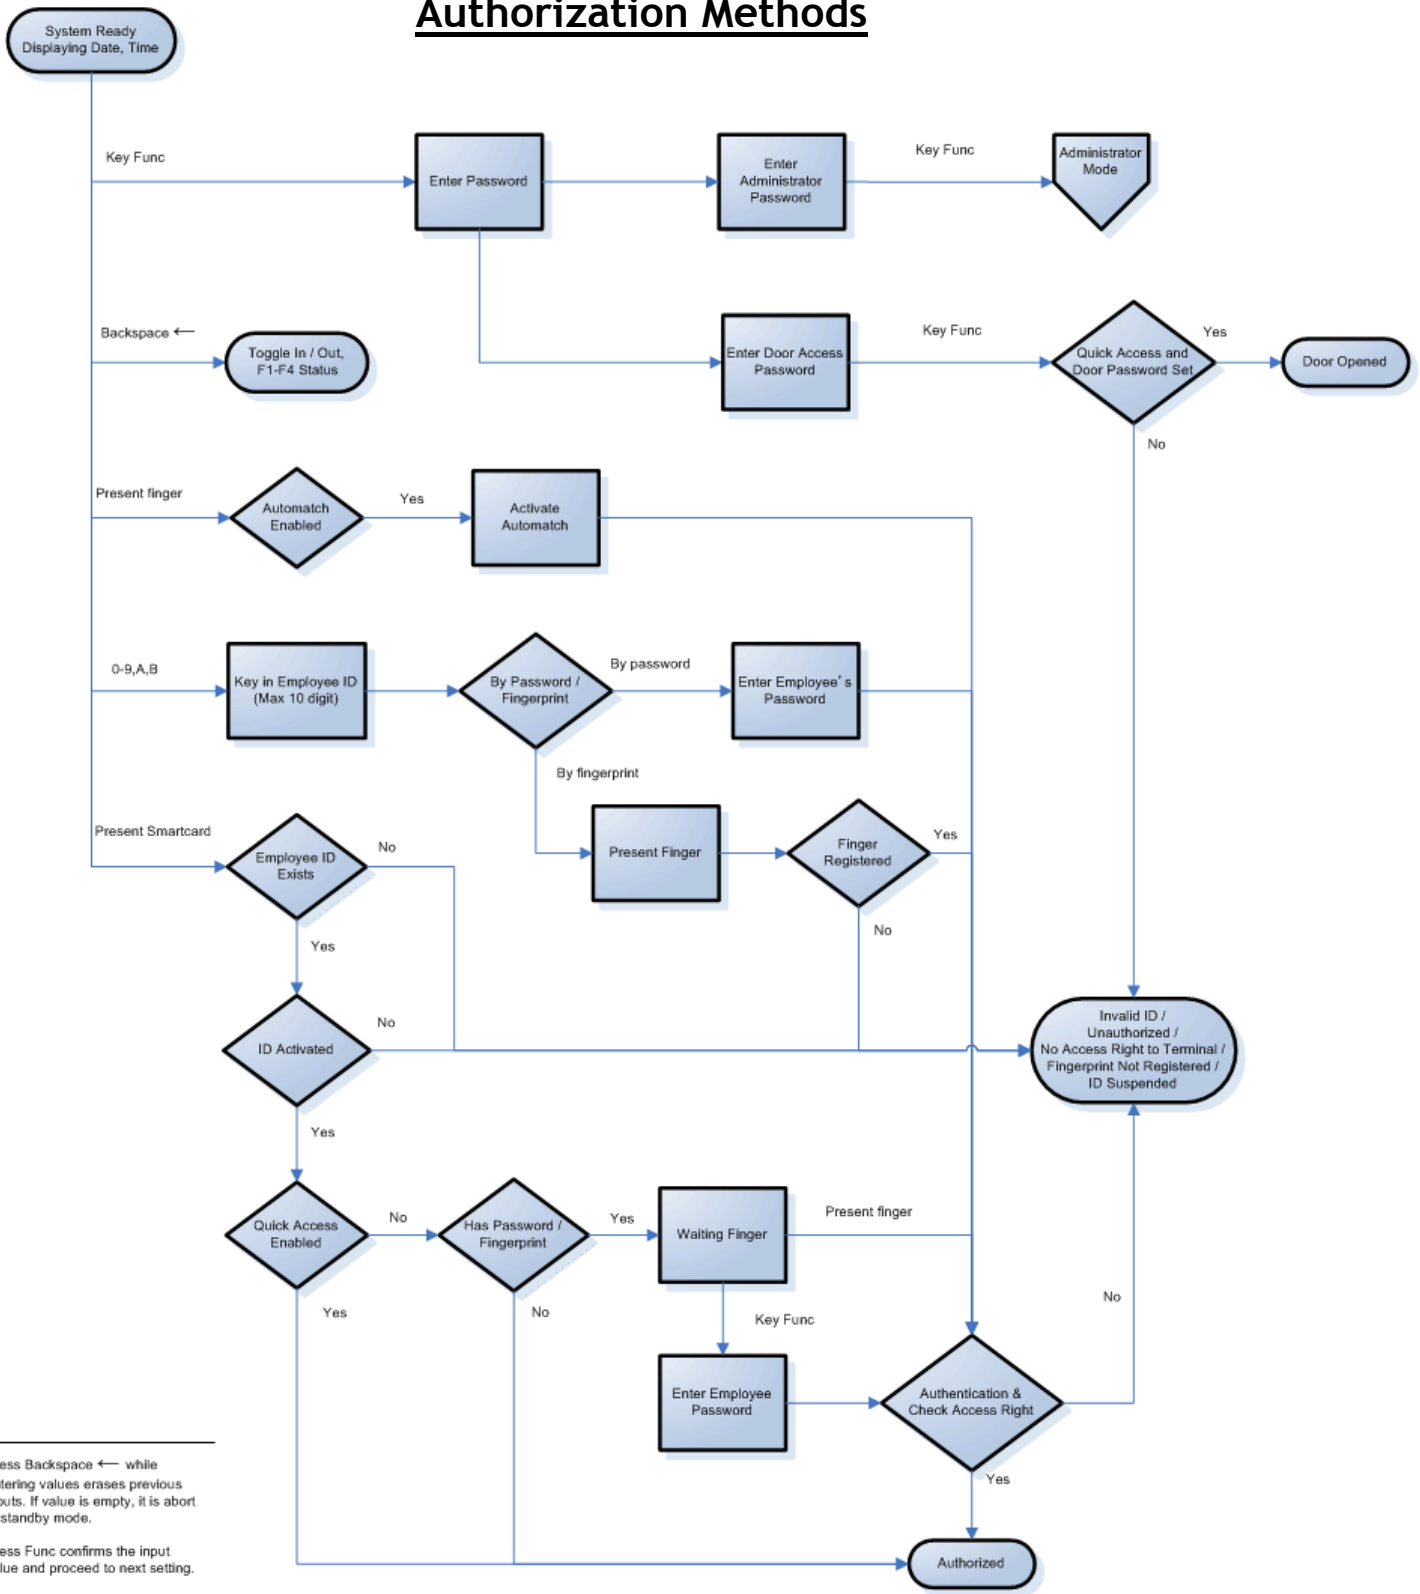 Authorization Methods
System Ready
Displaying Date, Time
Key Func
Enter Password
Enter
Administrator
Password
Key Func
Administrator
Mode
Backspace ←
Toggle In / Out,
F1-F4 Status
Enter Door Access
Password
Key Func
Quick Access and
Door Password Set
Yes
Door Opened
No
Present finger
Automatch
Enabled
Yes
Activate
Automatch
0-9,A,B
Key in Employee ID
(Max 10 digit)
By Password /
Fingerprint
By password
Enter Employee's
Password
By fingerprint
Present Finger
Finger
Registered
Yes
No
Present Smartcard
Employee ID
Exists
No
Yes
ID Activated
No
Invalid ID /
Unauthorized /
No Access Right to Terminal /
Fingerprint Not Registered /
ID Suspended
Yes
Quick Access
Enabled
No
Has Password /
Fingerprint
Yes
Waiting Finger
Present finger
Yes
No
Key Func
No
Enter Employee
Password
Authentication &
Check Access Right
Yes
Authorized
ess Backspace ← while
tering values erases previous
outs. If value is empty, it is abort
standby mode.
ess Func confirms the input
lue and proceed to next setting.